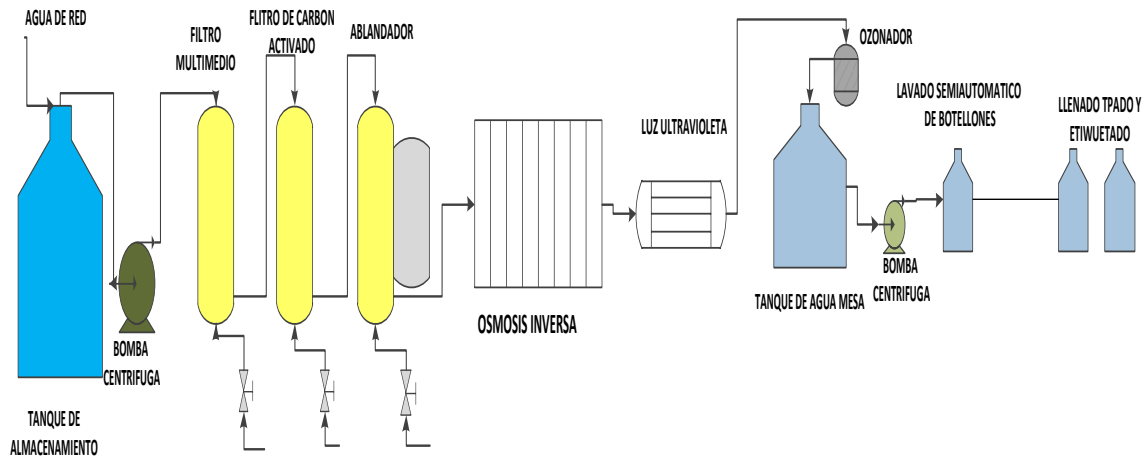 AGUA DE RED
FILTRO
MULTIMEDIO
FLITRO DE CARBON
ACTIVADO
ABLANDADOR
OZONADOR
LUZ ULTRAVIOLETA
LAVADO SEMIAUTOMATICO
DE BOTELLONES
LLENADO TPADO Y
ETIWUETADO
BOMBA
CENTRIFUGA
TANQUE DE
ALMACENAMIENTO
OSMOSIS INVERSA
TANQUE DE AGUA MESA
BOMBA
CENTRIFUGA